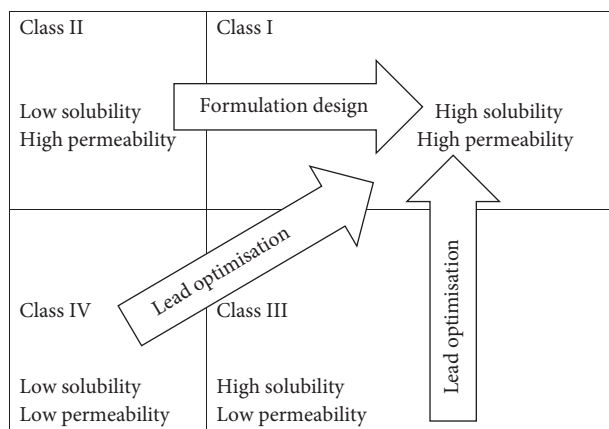 Class II
Class I
Low solubility
High permeability
Formulation design
High solubility
High permeability
Lead optimisation
Class IV
Low solubility
Low permeability
Class III
High solubility
Low permeability
Lead optimisation